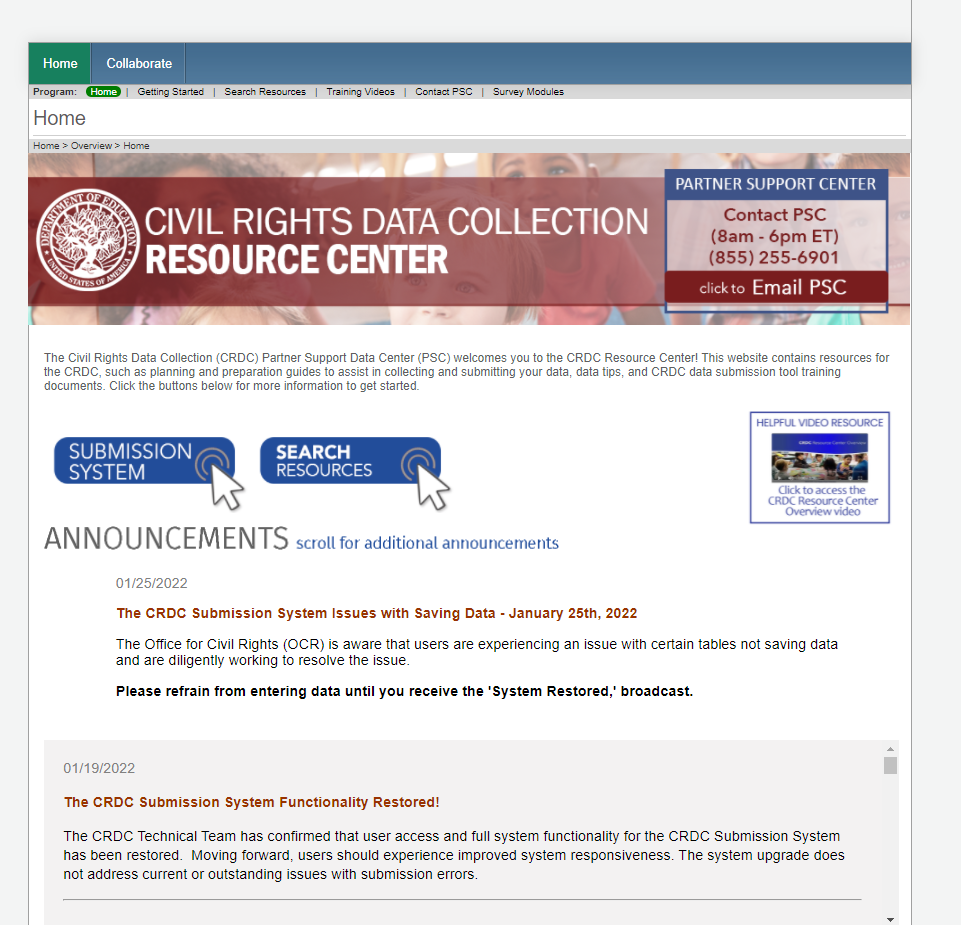 Home Collaborate
Program: Home | Getting Started | Search Resources | Training Videos | Contact PSC | Survey Modules
Home
Home > Overview > Home
DEPARTMENT OF EDUCATION
UNITED STATES OF AMERICA
CIVIL RIGHTS DATA COLLECTION
RESOURCE CENTER
PARTNER SUPPORT CENTER
Contact PSC
(8am - 6pm ET)
(855) 255-6901
click to Email PSC
The Civil Rights Data Collection (CRDC) Partner Support Data Center (PSC) welcomes you to the CRDC Resource Center! This website contains resources for
the CRDC, such as planning and preparation guides to assist in collecting and submitting your data, data tips, and CRDC data submission tool training
documents. Click the buttons below for more information to get started.
SUBMISSION
SYSTEM
SEARCH
RESOURCES
HELPFUL VIDEO RESOURCE
CRDC Resource Center Overview
Click to access the
CRDC Resource Center
Overview video
ANNOUNCEMENTS scroll for additional announcements
01/25/2022
The CRDC Submission System Issues with Saving Data - January 25th, 2022
The Office for Civil Rights (OCR) is aware that users are experiencing an issue with certain tables not saving data
and are diligently working to resolve the issue.
Please refrain from entering data until you receive the 'System Restored,' broadcast.
01/19/2022
The CRDC Submission System Functionality Restored!
The CRDC Technical Team has confirmed that user access and full system functionality for the CRDC Submission System
has been restored.  Moving forward, users should experience improved system responsiveness. The system upgrade does
not address current or outstanding issues with submission errors.